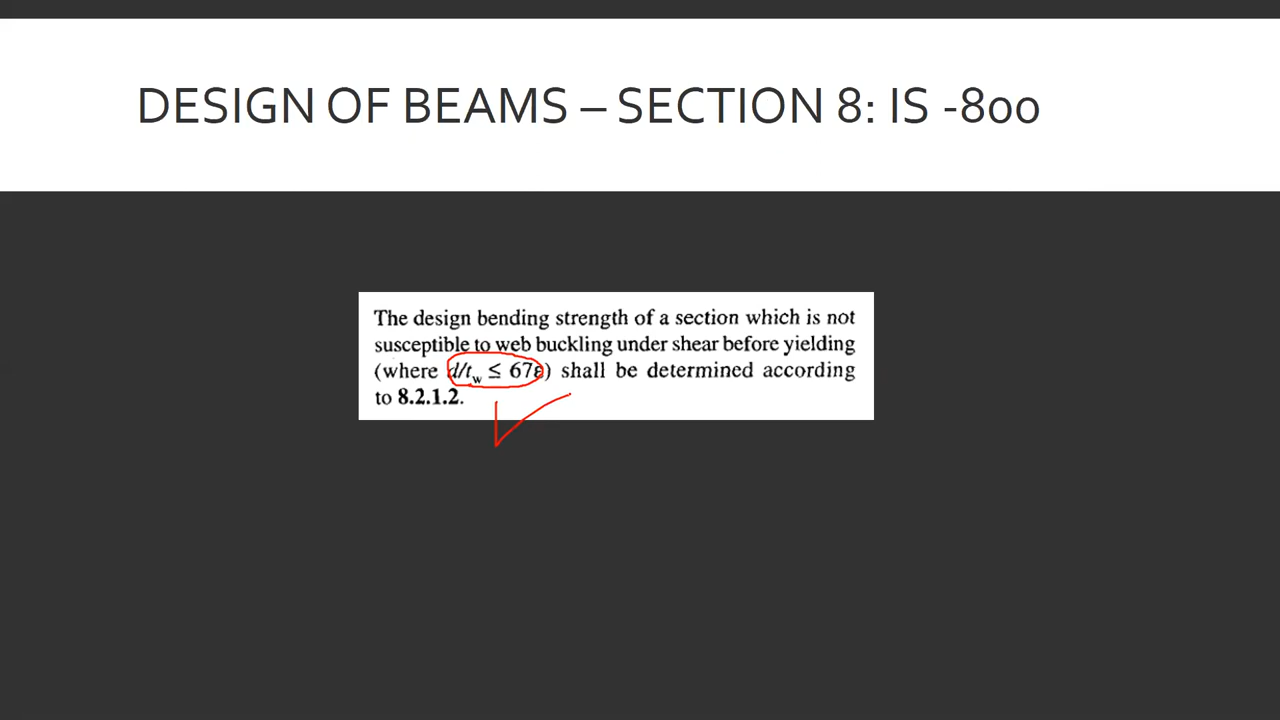 DESIGN OF BEAMS – SECTION 8: IS -800
The design bending strength of a section which is not
susceptible to web buckling under shear before yielding
(where d/tw ≤ 67ε) shall be determined according
to 8.2.1.2.